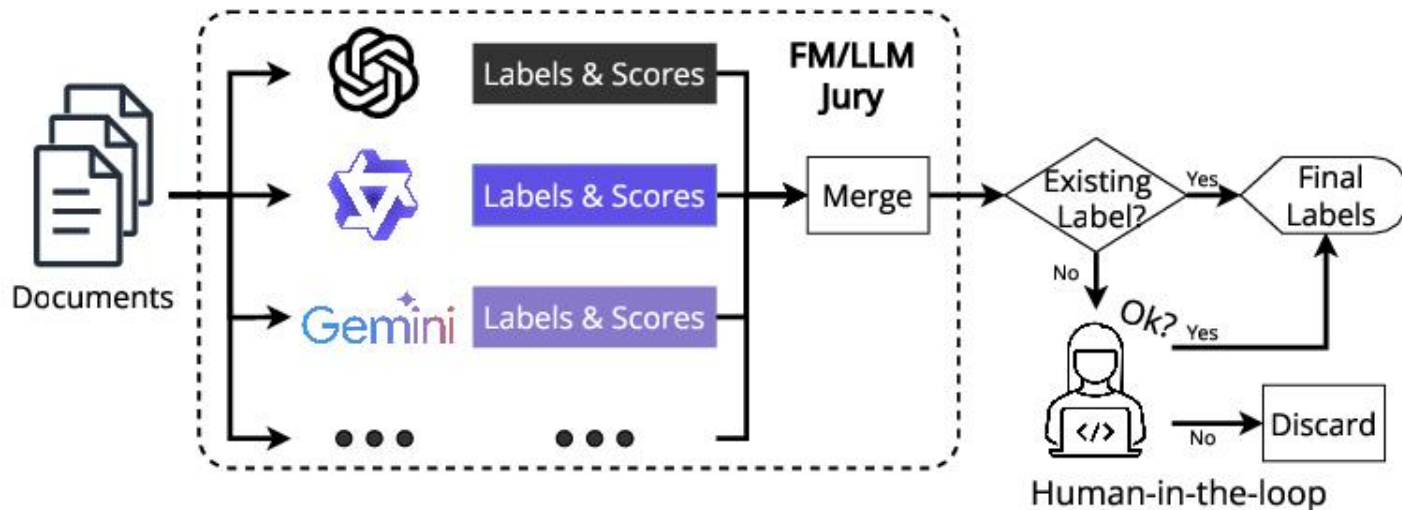 Documents
Labels & Scores
Labels & Scores
Gemini
Labels & Scores
FM/LLM
Jury
Merge
Existing
Label?
Yes
Final
Labels
No
Ok?
Yes
</>
No
Discard
Human-in-the-loop